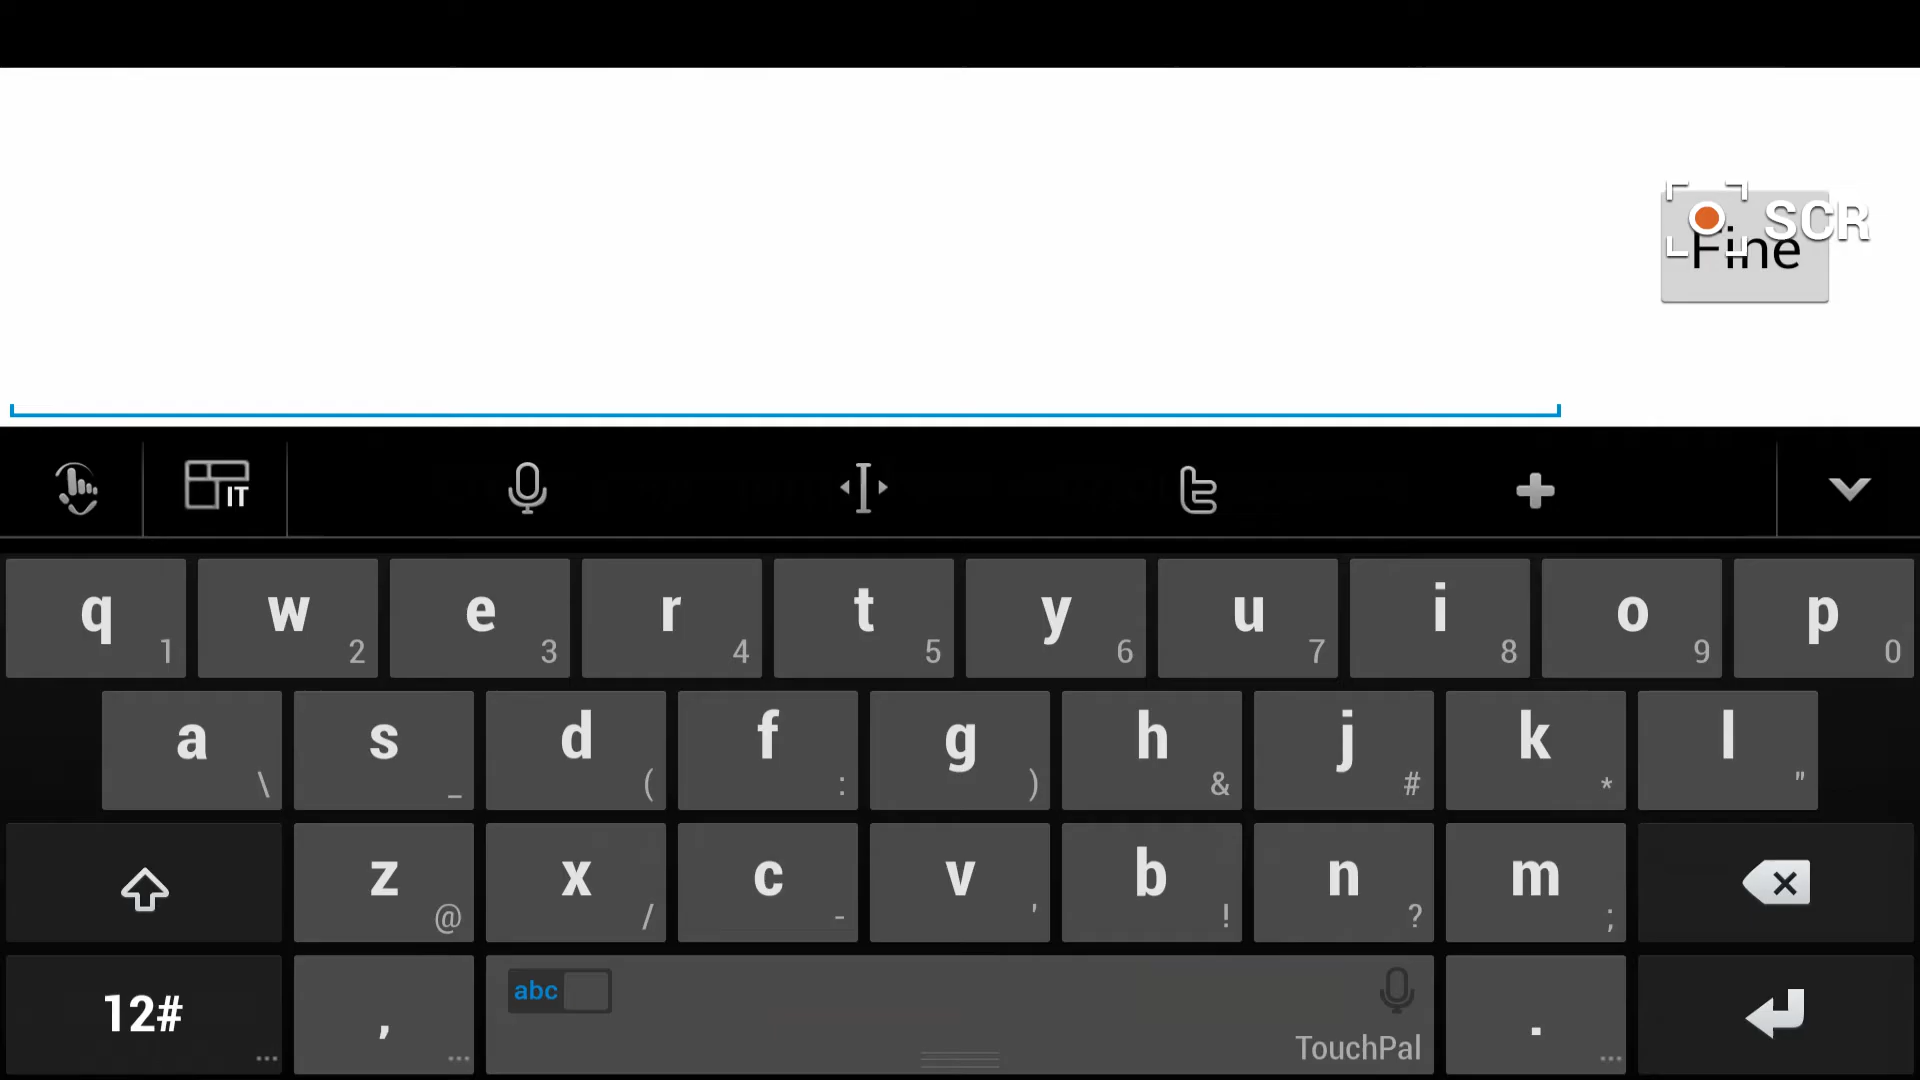 SCR
Fine
IT
q 1 w 2 e 3 r 4 t 5 y 6 u 7 i 8 o 9 p 0
a \ s _ d ( f : g ) h & j # k * l "
z @ x / c - v ' b ! n ? m ;
12# ... , ... abc TouchPal . ...